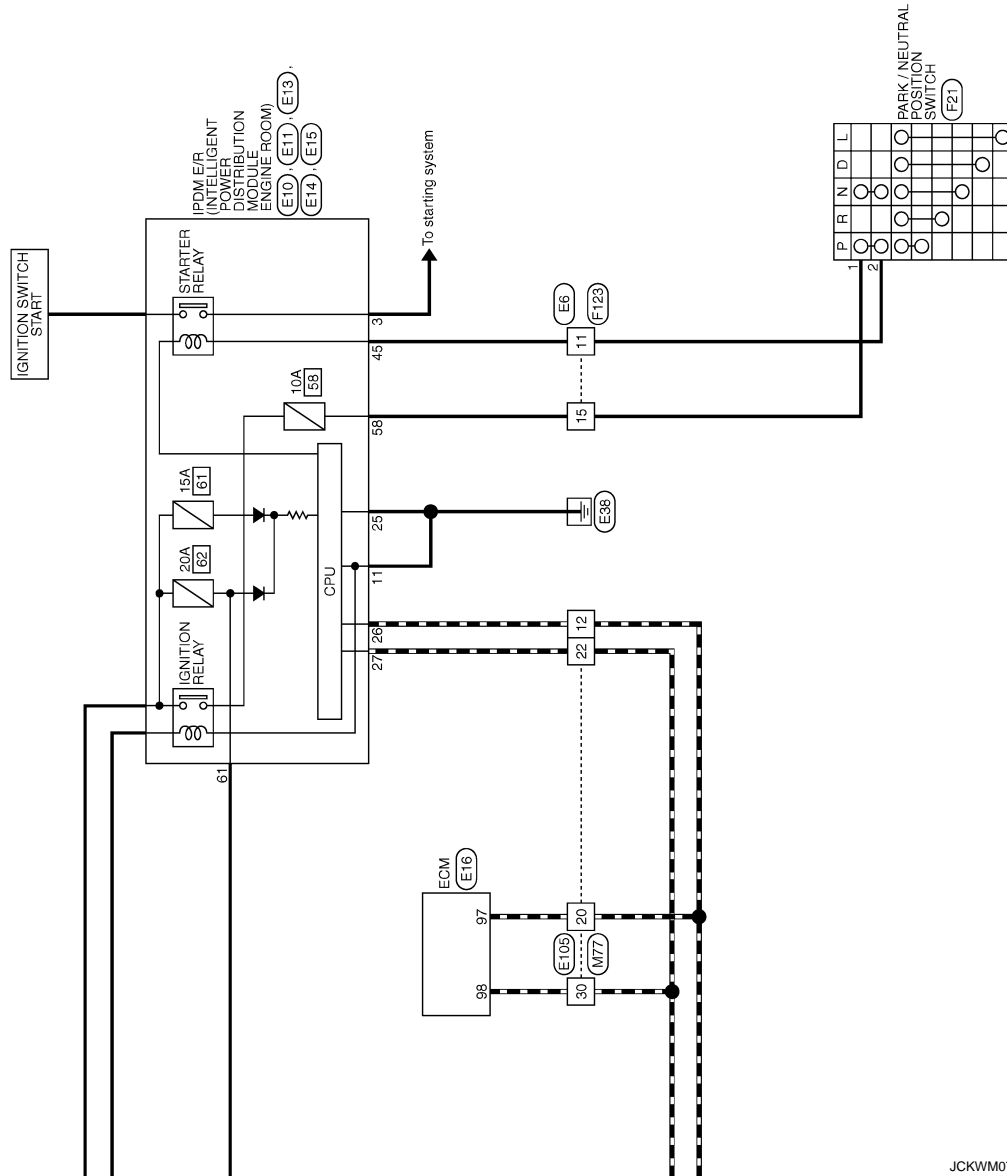 IGNITION SWITCH
START
IPDM E/R
(INTELLIGENT
POWER
DISTRIBUTION
MODULE
ENGINE ROOM)
E10 , E11 , E13 ,
E14 , E15
STARTER
RELAY
10A
58
15A
61
20A
62
IGNITION
RELAY
CPU
3
45
58
25
11
26
27
61
To starting system
E6
F123
11
15
E38
12
22
ECM
E16
97
98
20
30
E105
M77
PARK / NEUTRAL
POSITION
SWITCH
F21
P R N D L
1
2